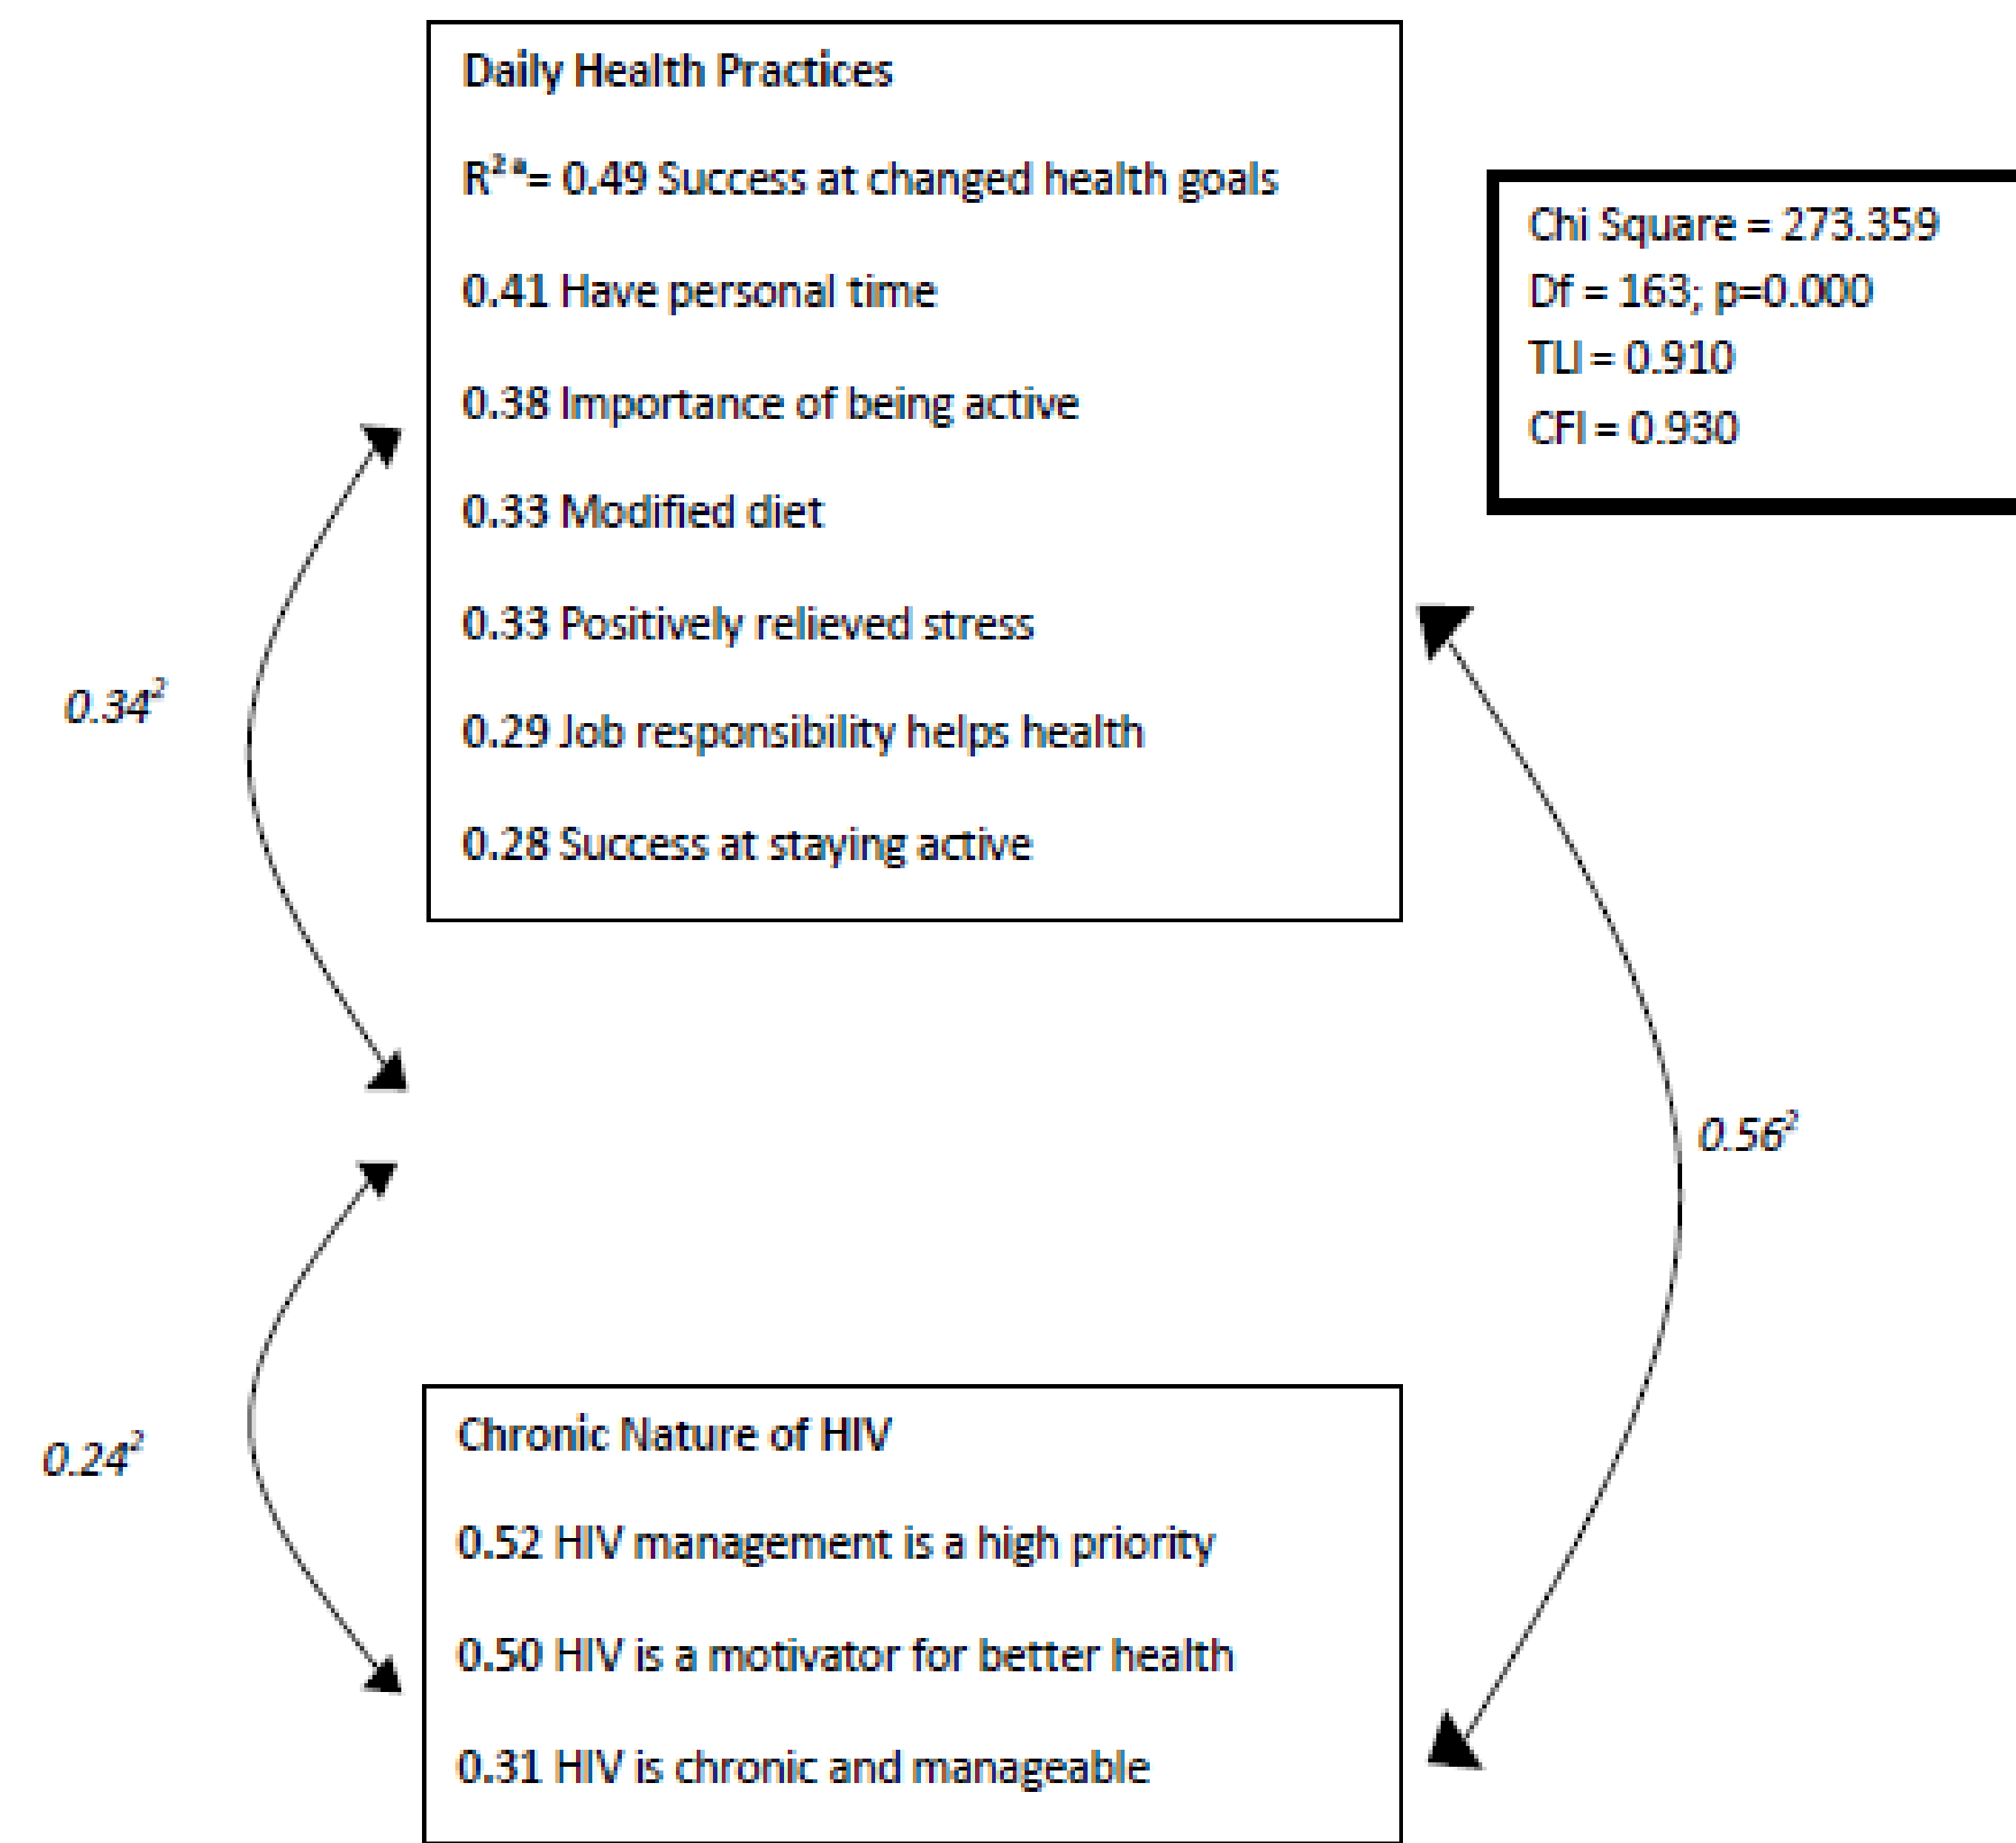 Daily Health Practices
R²ᵃ= 0.49 Success at changed health goals
0.41 Have personal time
0.38 Importance of being active
0.33 Modified diet
0.33 Positively relieved stress
0.29 Job responsibility helps health
0.28 Success at staying active
Chi Square = 273.359
Df = 163; p=0.000
TLI = 0.910
CFI = 0.930
0.34²
0.56²
0.24²
Chronic Nature of HIV
0.52 HIV management is a high priority
0.50 HIV is a motivator for better health
0.31 HIV is chronic and manageable